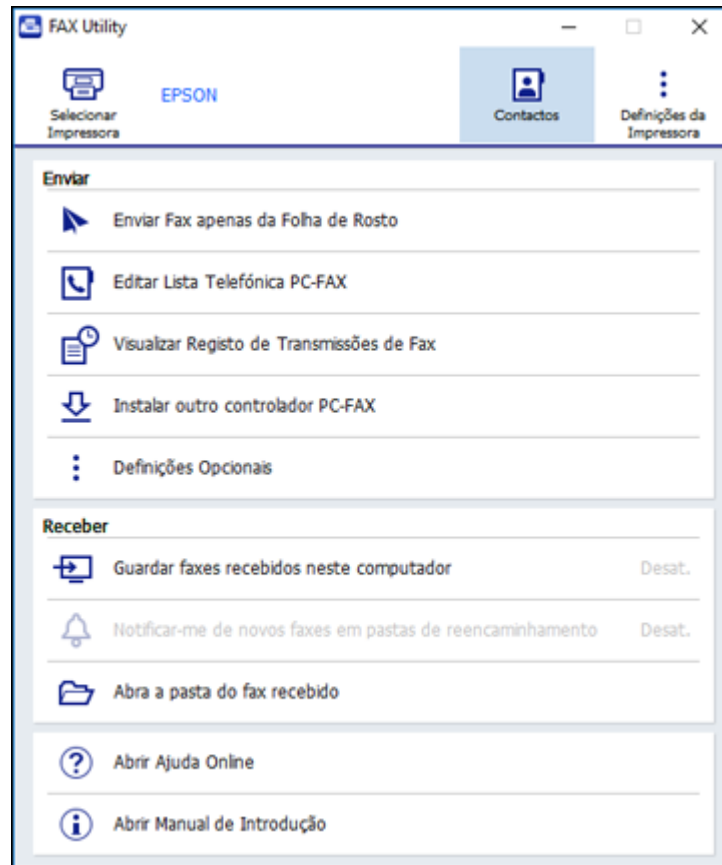 FAX Utility
Selecionar
Impressora
EPSON
Contactos
Definições da
Impressora
Enviar
Enviar Fax apenas da Folha de Rosto
Editar Lista Telefónica PC-FAX
Visualizar Registo de Transmissões de Fax
Instalar outro controlador PC-FAX
Definições Opcionais
Receber
Guardar faxes recebidos neste computador Desat.
Notificar-me de novos faxes em pastas de reencaminhamento Desat.
Abra a pasta do fax recebido
Abrir Ajuda Online
Abrir Manual de Introdução